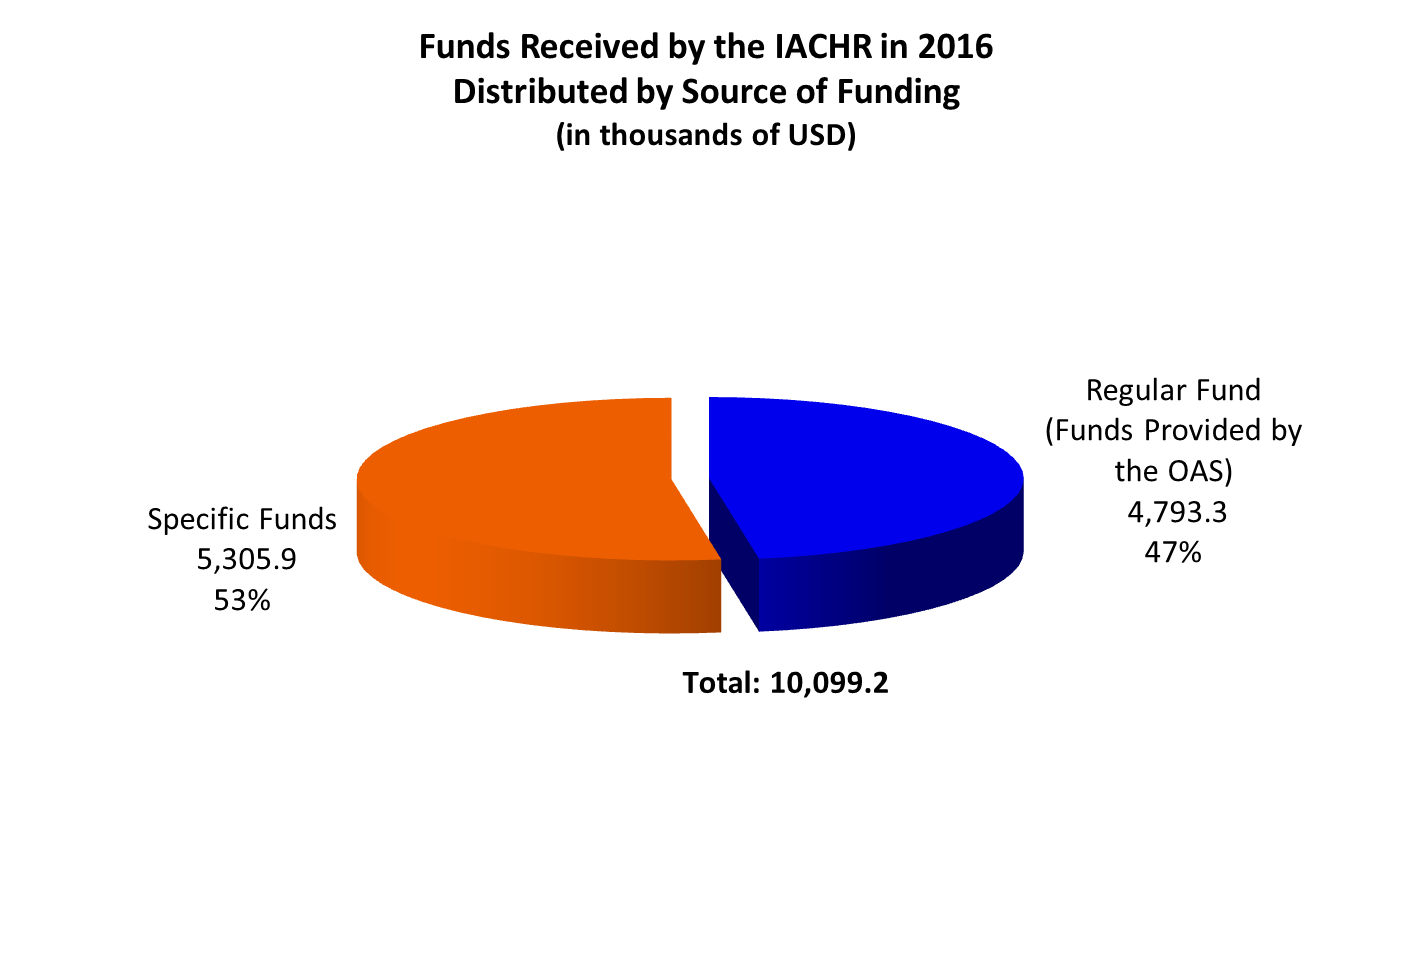 Funds Received by the IACHR in 2016
Distributed by Source of Funding
(in thousands of USD)
Regular Fund
(Funds Provided by
the OAS)
4,793.3
47%
Specific Funds
5,305.9
53%
Total: 10,099.2